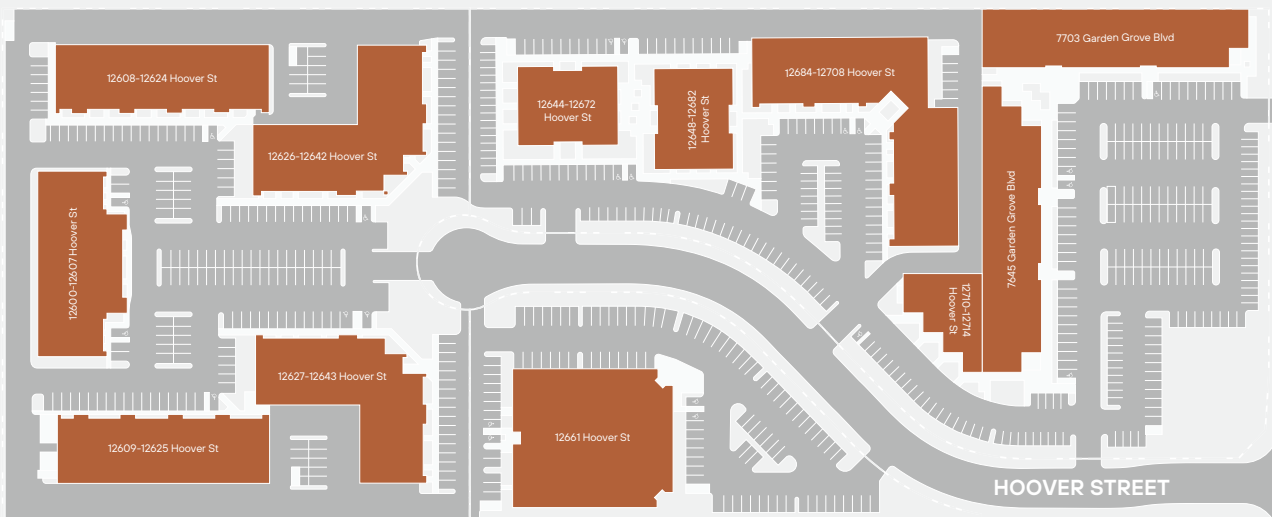 7703 Garden Grove Blvd
12608-12624 Hoover St
12684-12708 Hoover St
12644-12672
Hoover St
12648-12682
Hoover St
12626-12642 Hoover St
12600-12607 Hoover St
7645 Garden Grove Blvd
12710-12714
Hoover St
12627-12643 Hoover St
12609-12625 Hoover St
12661 Hoover St
HOOVER STREET